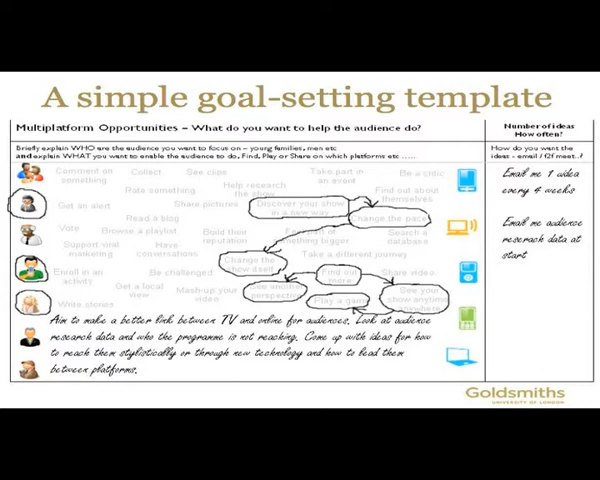 A simple goal-setting template
Multiplatform Opportunities – What do you want to help the audience do?
Number of ideas
How often?
Briefly explain WHO are the audience you want to focus on – young families, men etc
and explain WHAT you want to enable the audience to do, Find, Play or Share on which platforms etc .....
How do you want the
ideas - email / f2f meet..?
Comment on something
Collect
See clips
Take part in an event
Be a critic
Rate something
Help research the show
Find out about themselves
Get an alert
Share pictures
Discover your show in a new way
Change the pace
Read a blog
Vote
Browse a playlist
Build their reputation
part of something bigger
Search a database
Support viral marketing
Have conversations
Change the show itself
Take a different journey
Enroll in an activity
Be challenged
Find out more
Share video
Get a local view
Mash-up your video
See another perspective
Play a game
See your show anytime anywhere
Write stories
Aim to make a better link between TV and online for audiences. Look at audience
research data and who the programme is not reaching. Come up with ideas for how
to reach them stylistically or through new technology and how to lead them
between platforms.
Email me 1 idea
every 4 weeks
Email me audience
research data at
start
Goldsmiths
UNIVERSITY OF LONDON